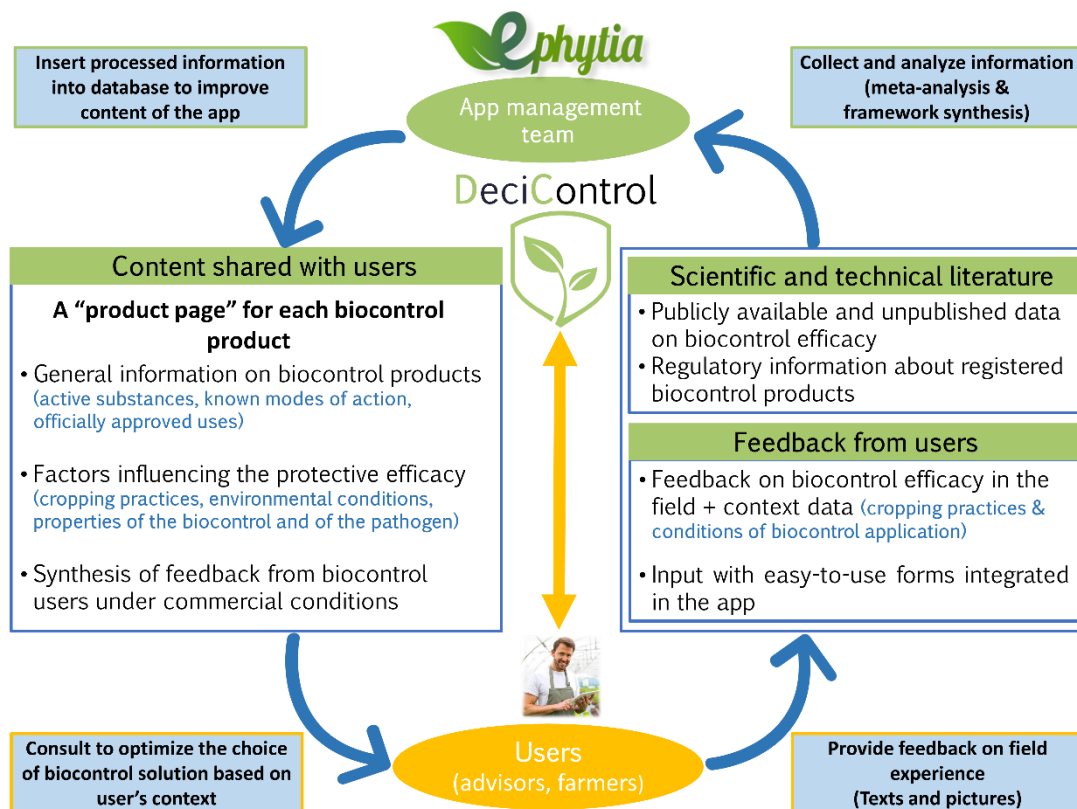 ephytia
Insert processed information
into database to improve
content of the app
App management
team
Collect and analyze information
(meta-analysis &
framework synthesis)
DeciControl
Content shared with users
A “product page” for each biocontrol
product
• General information on biocontrol products
(active substances, known modes of action,
officially approved uses)
• Factors influencing the protective efficacy
(cropping practices, environmental conditions,
properties of the biocontrol and of the pathogen)
• Synthesis of feedback from biocontrol
users under commercial conditions
Scientific and technical literature
• Publicly available and unpublished data
on biocontrol efficacy
• Regulatory information about registered
biocontrol products
Feedback from users
• Feedback on biocontrol efficacy in the
field + context data (cropping practices &
conditions of biocontrol application)
• Input with easy-to-use forms integrated
in the app
Consult to optimize the choice
of biocontrol solution based on
user’s context
Users
(advisors, farmers)
Provide feedback on field
experience
(Texts and pictures)